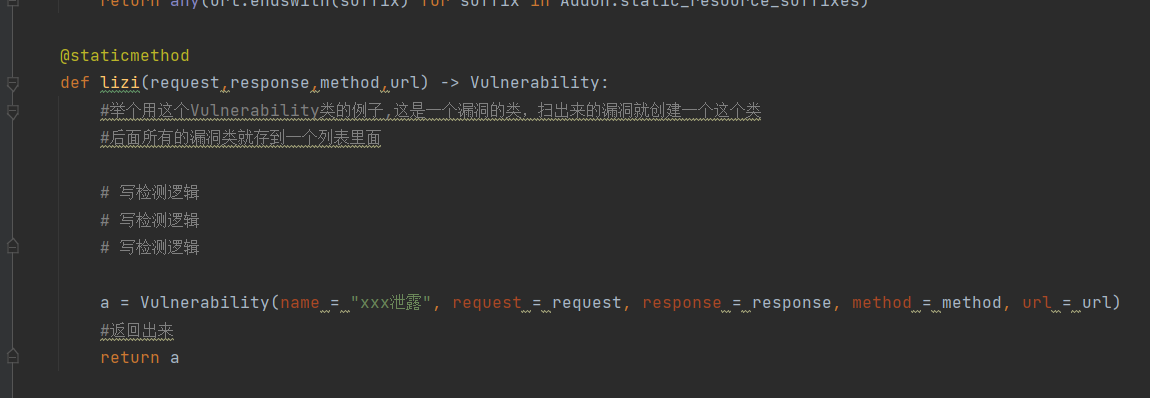 return any(url.endswith(suffix) for suffix in Addon.static_resource_suffixes)
@staticmethod
def lizi(request,response,method,url) -> Vulnerability:
#举个用这个Vulnerability类的例子,这是一个漏洞的类，扫出来的漏洞就创建一个这个类
#后面所有的漏洞类就存到一个列表里面
# 写检测逻辑
# 写检测逻辑
# 写检测逻辑
a = Vulnerability(name = "xxx泄露", request = request, response = response, method = method, url = url)
#返回出来
return a